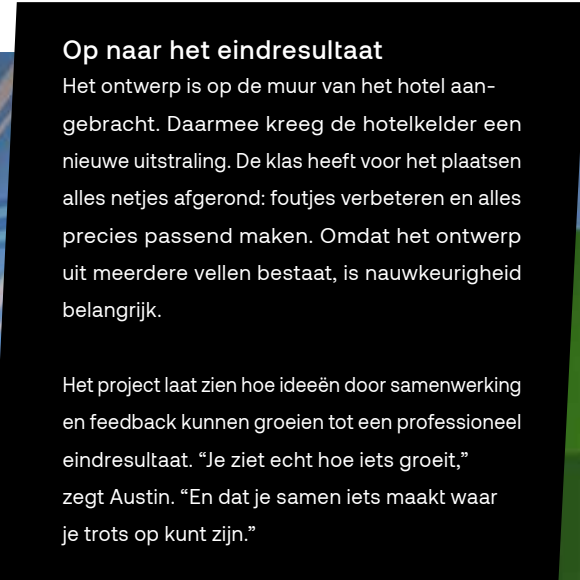 Op naar het eindresultaat
Het ontwerp is op de muur van het hotel aan-
gebracht. Daarmee kreeg de hotelkelder een
nieuwe uitstraling. De klas heeft voor het plaatsen
alles netjes afgerond: foutjes verbeteren en alles
precies passend maken. Omdat het ontwerp
uit meerdere vellen bestaat, is nauwkeurigheid
belangrijk.

Het project laat zien hoe ideeën door samenwerking
en feedback kunnen groeien tot een professioneel
eindresultaat. “Je ziet echt hoe iets groeit,”
zegt Austin. “En dat je samen iets maakt waar
je trots op kunt zijn.”